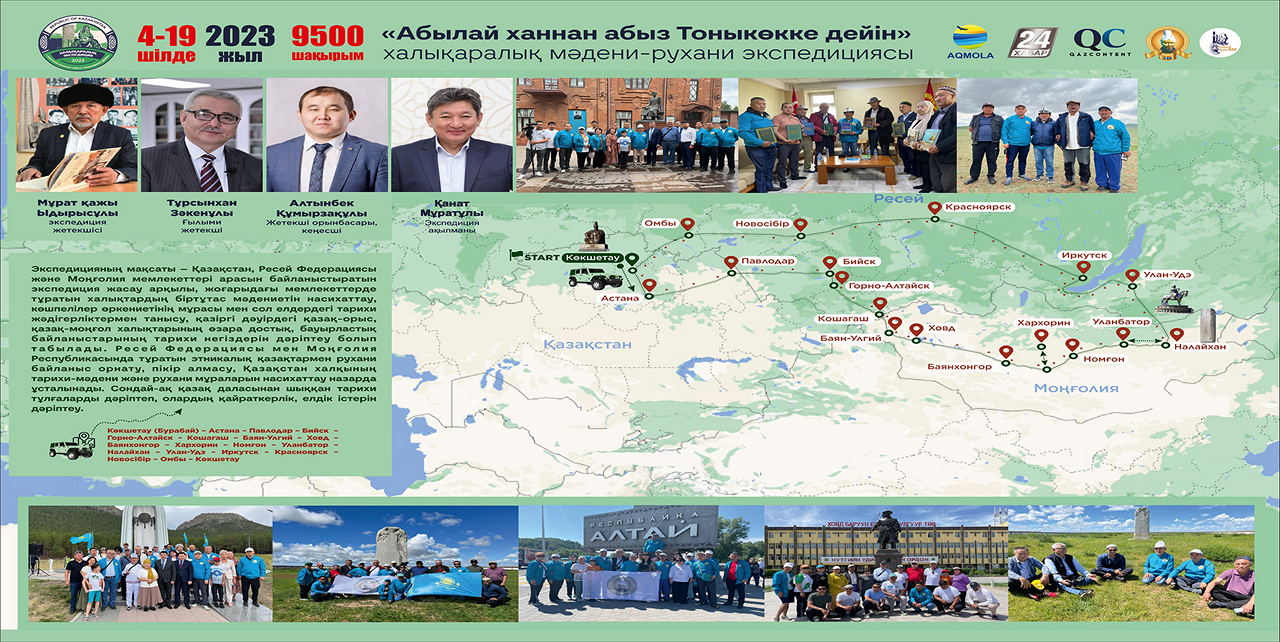 REPUBLIC OF KAZAKHSTAN
ХАЛЫҚАРАЛЫҚ
ЭКСПЕДИЦИЯСЫ
2023
4-19
шілде
2023
жыл
9500
шақырым
«Абылай ханнан абыз Тоныкөкке дейін»
халықаралық мәдени-рухани экспедициясы
AQMOLA
24
ХАБАР
QC
QAZCONTENT
Мұрат қажы
Ыдырысұлы
экспедиция
жетекшісі
Тұрсынхан
Зәкенұлы
Ғылыми
жетекші
Алтынбек
Құмырзақұлы
Жетекші орынбасары,
кеңесші
Қанат
Мұратұлы
Экспедиция
ақылманы
Экспедицияның мақсаты – Қазақстан, Ресей Федерациясы
және Моңғолия мемлекеттері арасын байланыстыратын
экспедиция жасау арқылы, жоғарыдағы мемлекеттерде
тұратын халықтардың біртұтас мәдениетін насихаттау,
көшпелілер өркениетінің мұрасы мен сол елдердегі тарихи
жәдігерліктермен танысу, қазіргі дәуірдегі қазақ-орыс,
қазақ-моңғол халықтарының өзара достық, бауырластық
байланыстарының тарихи негіздерін дәріптеу болып
табылады. Ресей Федерациясы мен Моңғолия
Республикасында тұратын этникалық қазақтармен рухани
байланыс орнату, пікір алмасу, Қазақстан халқының
тарихи-мәдени және рухани мұраларын насихаттау назарда
ұсталынады. Сондай-ақ қазақ даласынан шыққан тарихи
тұлғаларды дәріптеп, олардың қайраткерлік, елдік істерін
дәріптеу.
Көкшетау (Бурабай) – Астана – Павлодар – Бийск –
Горно-Алтайск – Кошагаш – Баян-Улгий – Ховд –
Баянхонгор – Хархорин – Номгон – Уланбатор –
Налайхан – Улан-Удэ – Иркутск – Красноярск –
Новосібір – Омбы – Көкшетау
Ресей
Красноярск
Омбы
Новосібір
START
Көкшетау
Павлодар
Бийск
Иркутск
Улан-Удэ
Астана
Горно-Алтайск
Кошагаш
Баян-Улгий
Ховд
Хархорин
Уланбатор
Налайхан
Номгон
Баянхонгор
Қазақстан
Моңғолия
РЕСПУБЛИКА
АЛТАЙ